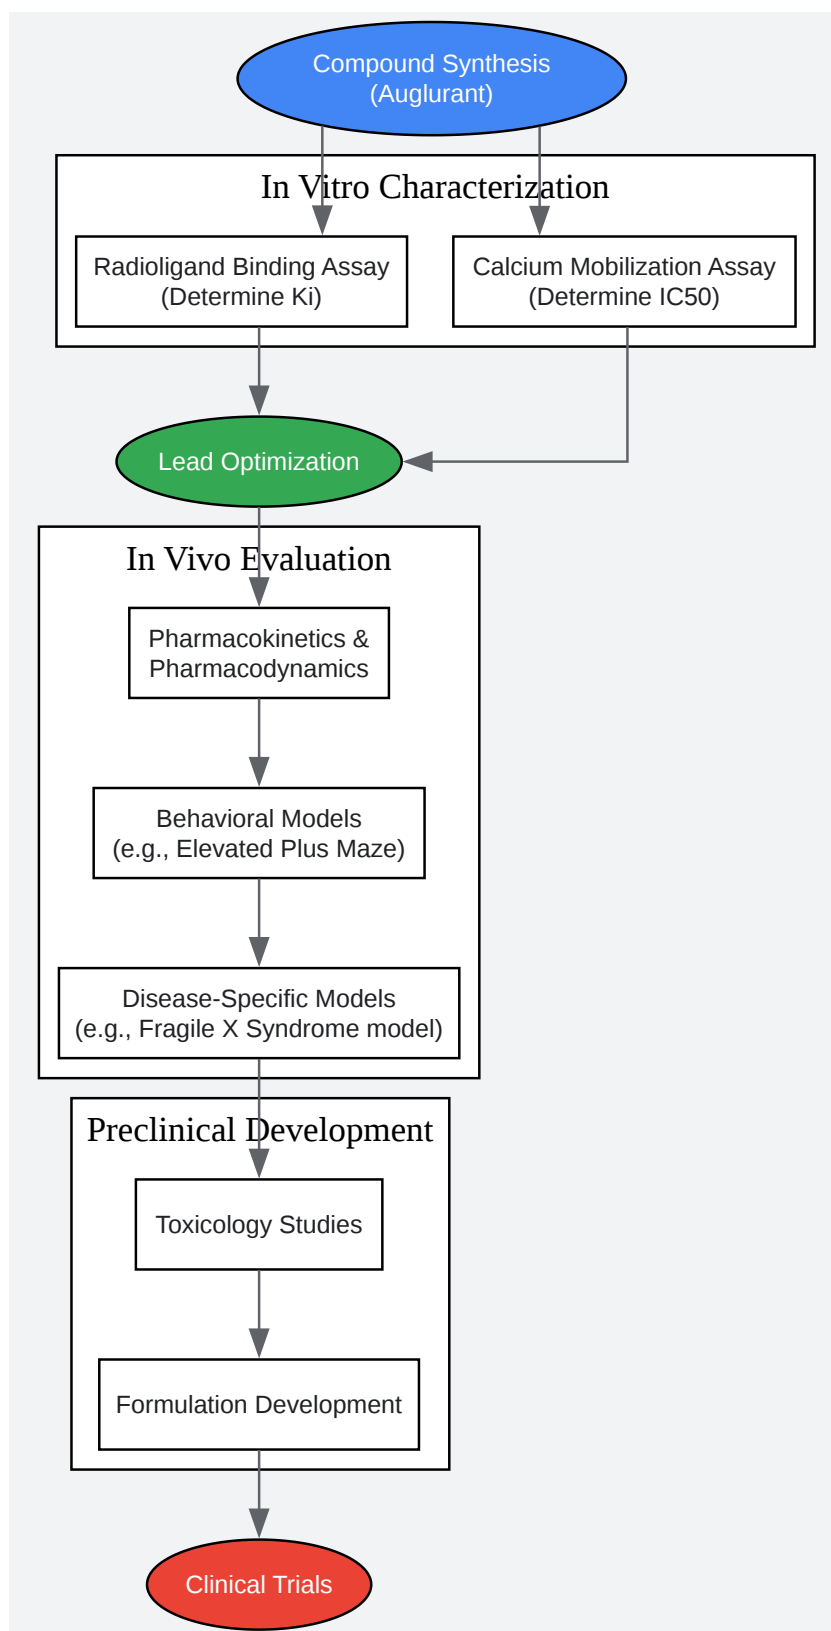 Compound Synthesis
(Auglurant)
In Vitro Characterization
Radioligand Binding Assay
(Determine Ki)
Calcium Mobilization Assay
(Determine IC50)
Lead Optimization
In Vivo Evaluation
Pharmacokinetics &
Pharmacodynamics
Behavioral Models
(e.g., Elevated Plus Maze)
Disease-Specific Models
(e.g., Fragile X Syndrome model)
Preclinical Development
Toxicology Studies
Formulation Development
Clinical Trials